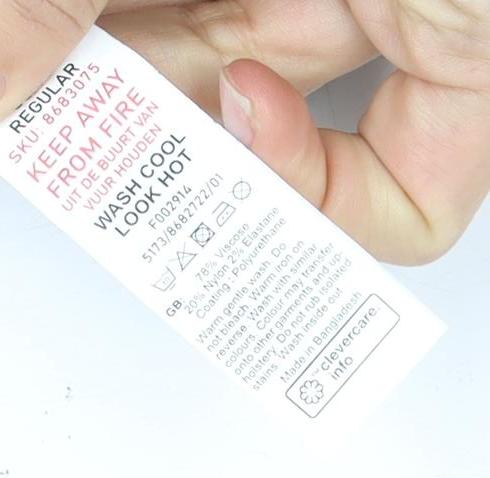 REGULAR
SKU: 8683075
KEEP AWAY
FROM FIRE
UIT DE BUURT VAN
VUUR HOUDEN
WASH COOL
LOOK HOT
F002914
5173/8682722/01
GB: 78% Viscose
20% Nylon 2% Elastane
Coating: Polyurethane
Warm gentle wash. Do
not bleach. Warm iron on
reverse. Wash with similar
colours. Colour may transfer
onto other garments and up-
holstery. Do not rub isolated
stains. Wash inside out
Made in Bangladesh
™ clevercare.
info